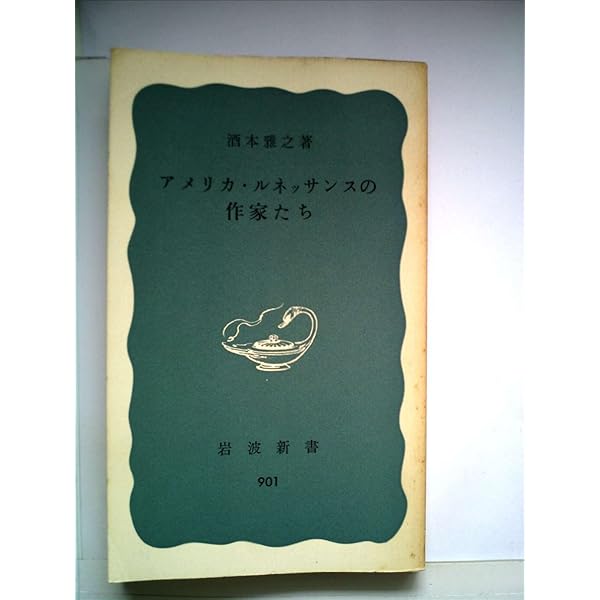 酒本雅之著
アメリカ・ルネッサンスの
作家たち
岩波新書
901